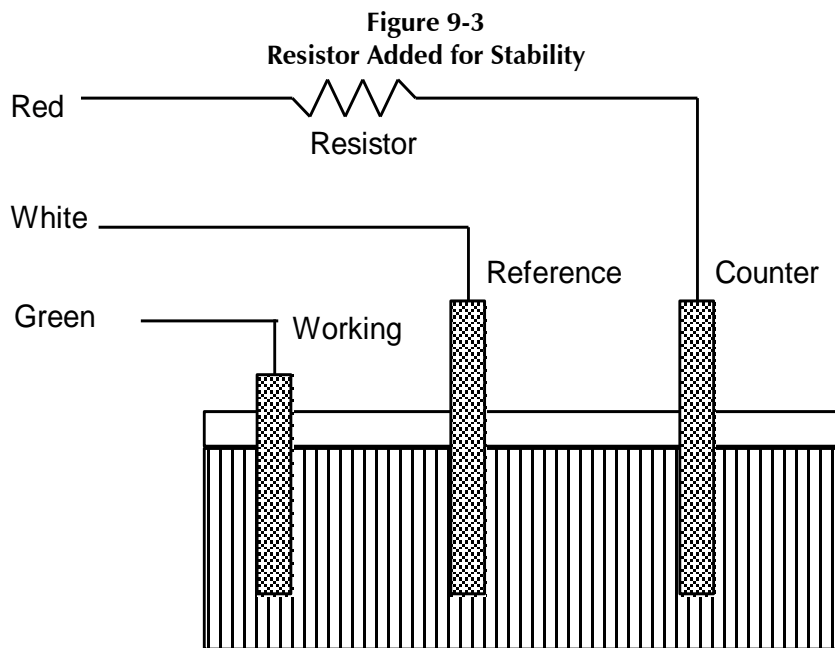 Figure 9-3
Resistor Added for Stability
Red
Resistor
White
Reference
Counter
Green
Working